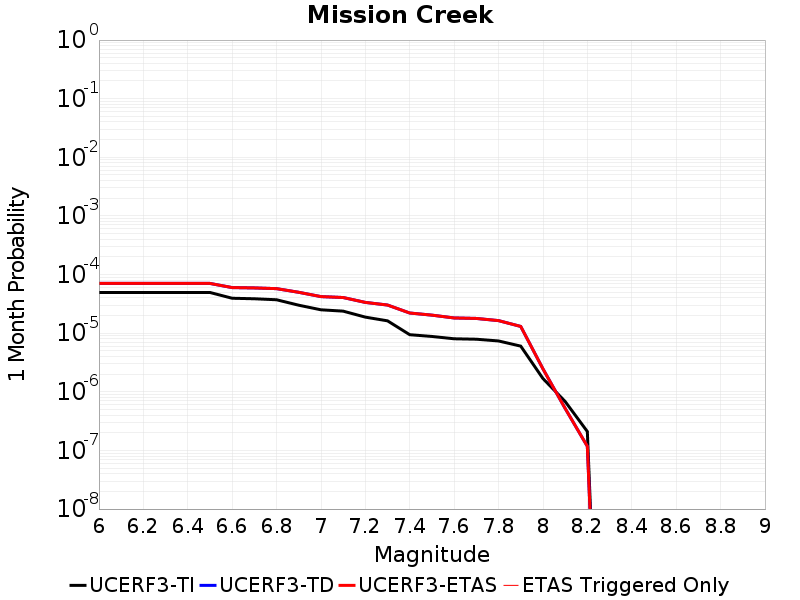 Mission Creek
1 Month Probability
10^0
10^-1
10^-2
10^-3
10^-4
10^-5
10^-6
10^-7
10^-8
6 6.2 6.4 6.6 6.8 7 7.2 7.4 7.6 7.8 8 8.2 8.4 8.6 8.8 9
Magnitude
UCERF3-TI UCERF3-TD UCERF3-ETAS ETAS Triggered Only